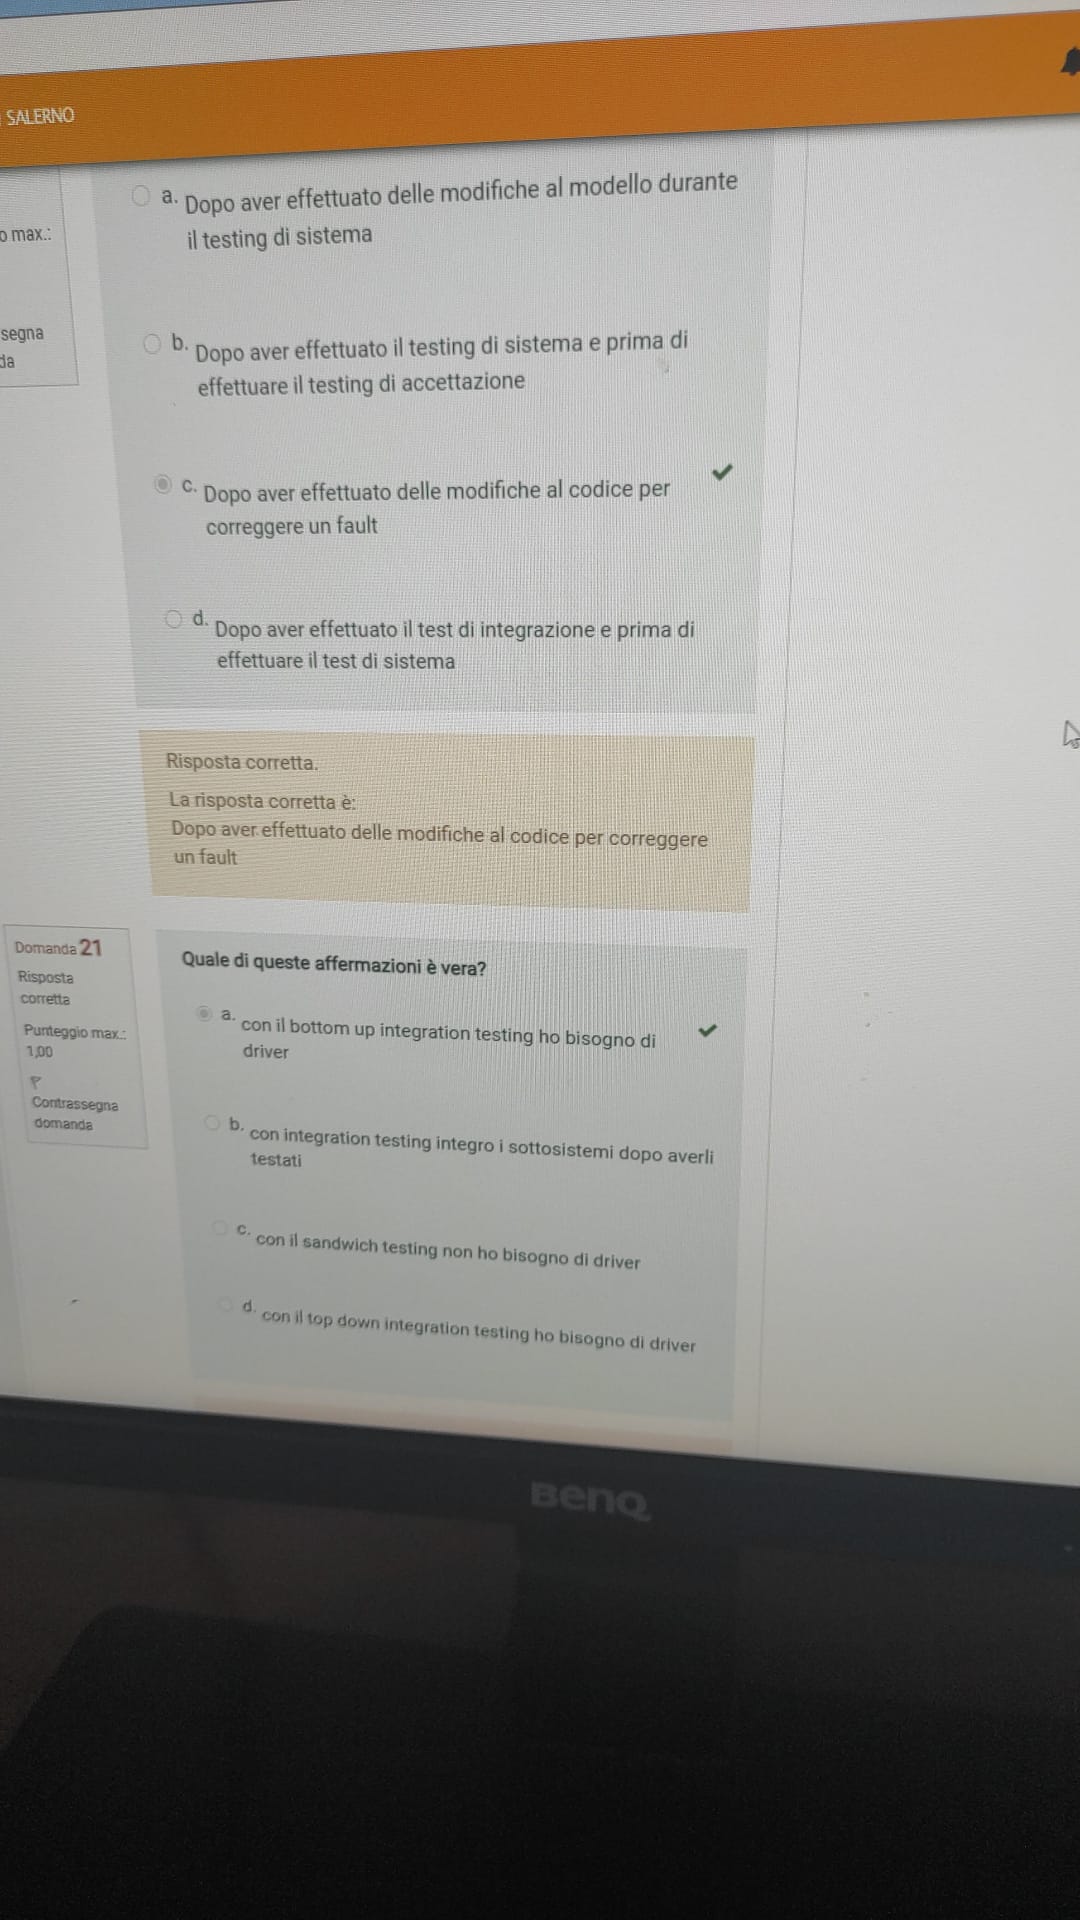 SALERNO
o max.:
segna
da
a. Dopo aver effettuato delle modifiche al modello durante
il testing di sistema
b. Dopo aver effettuato il testing di sistema e prima di
effettuare il testing di accettazione
c. Dopo aver effettuato delle modifiche al codice per
correggere un fault
d. Dopo aver effettuato il test di integrazione e prima di
effettuare il test di sistema
Risposta corretta.
La risposta corretta è:
Dopo aver effettuato delle modifiche al codice per correggere
un fault
Domanda 21
Risposta
corretta
Punteggio max.:
1,00
Contrassegna
domanda
Quale di queste affermazioni è vera?
a. con il bottom up integration testing ho bisogno di
driver
b. con integration testing integro i sottosistemi dopo averli
testati
c. con il sandwich testing non ho bisogno di driver
d. con il top down integration testing ho bisogno di driver
BenQ